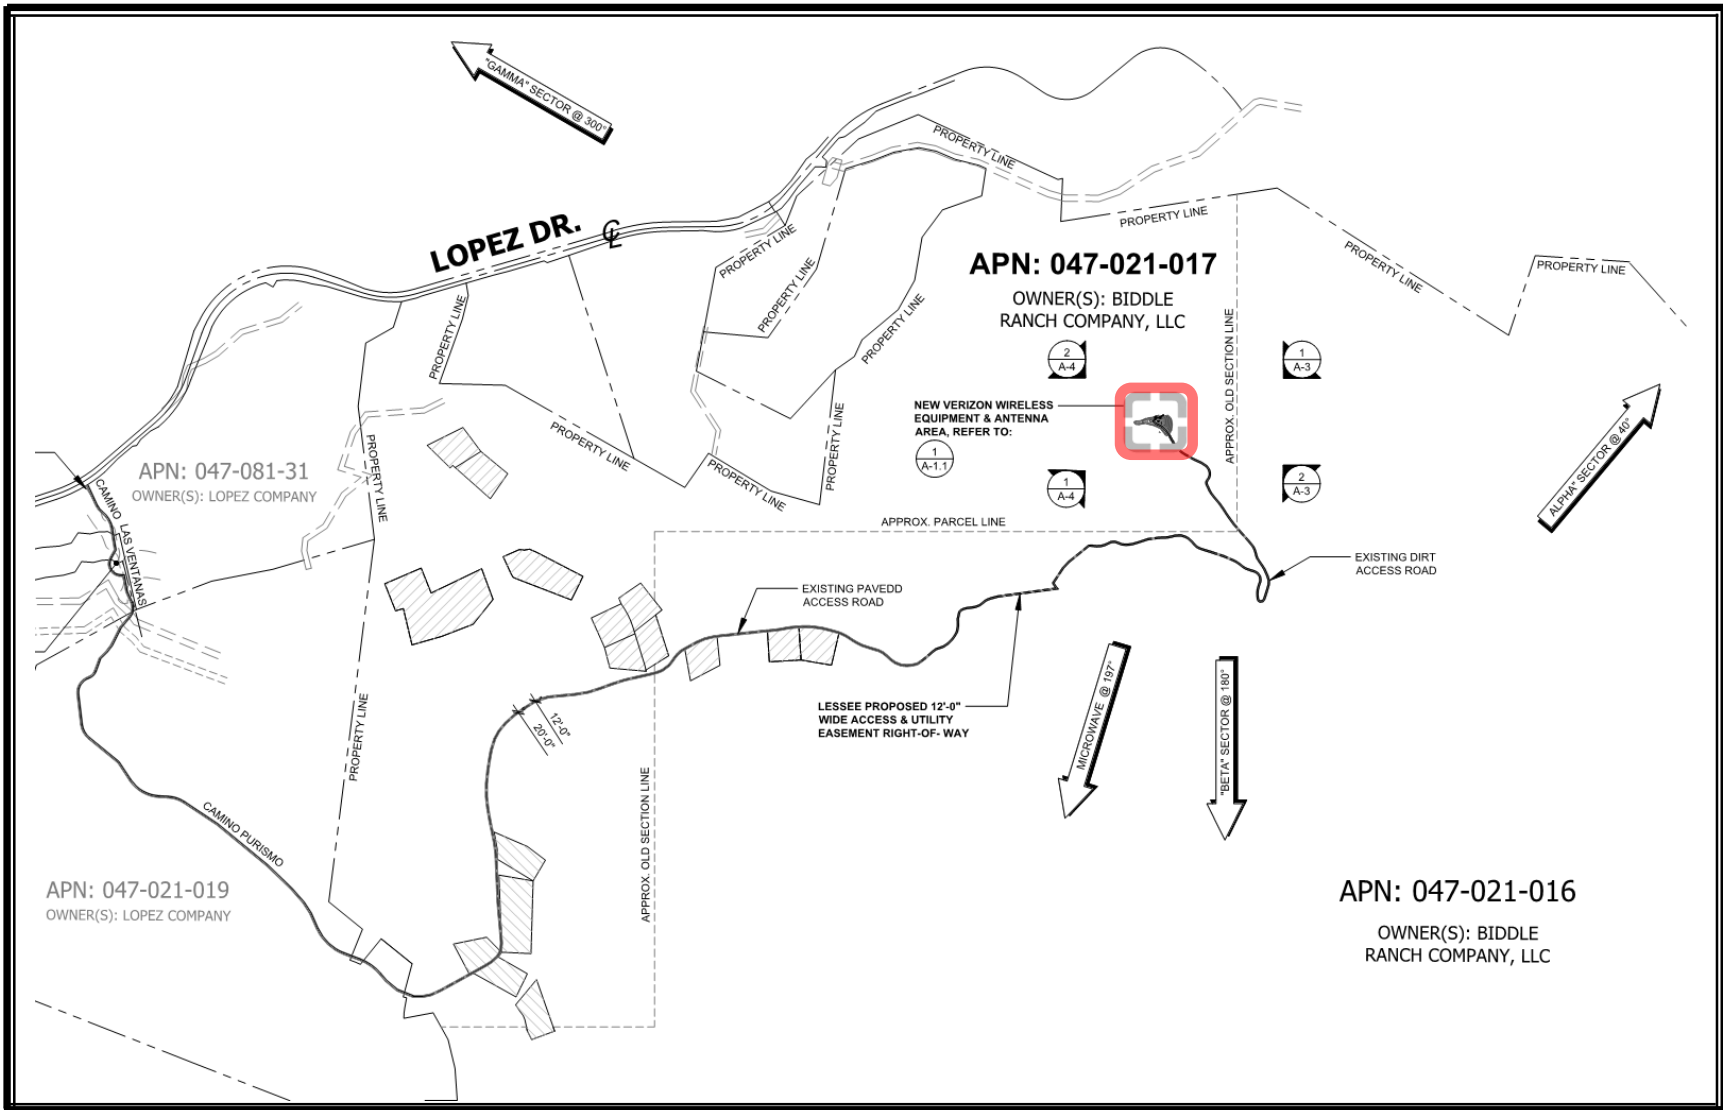 "GAMMA" SECTOR @ 300°
PROPERTY LINE
LOPEZ DR.
PROPERTY LINE
PROPERTY LINE
PROPERTY LINE
PROPERTY LINE
PROPERTY LINE
APN: 047-021-017
OWNER(S): BIDDLE
RANCH COMPANY, LLC
PROPERTY LINE
PROPERTY LINE
PROPERTY LINE
APPROX. OLD SECTION LINE
2
A-4
1
A-3
NEW VERIZON WIRELESS
EQUIPMENT & ANTENNA
AREA, REFER TO:
1
A-1.1
1
A-4
2
A-3
ALPHA" SECTOR @ 40°
PROPERTY LINE
PROPERTY LINE
PROPERTY LINE
PROPERTY LINE
APN: 047-081-31
OWNER(S): LOPEZ COMPANY
CAMINO LAS VENTANAS
APPROX. PARCEL LINE
EXISTING DIRT
ACCESS ROAD
EXISTING PAVEDD
ACCESS ROAD
LESSEE PROPOSED 12'-0"
WIDE ACCESS & UTILITY
EASEMENT RIGHT-OF- WAY
MICROWAVE @ 197°
"BETA" SECTOR @ 180°
12'-0"
20'-0"
PROPERTY LINE
APPROX. OLD SECTION LINE
CAMINO PURISMO
APN: 047-021-019
OWNER(S): LOPEZ COMPANY
APN: 047-021-016
OWNER(S): BIDDLE
RANCH COMPANY, LLC